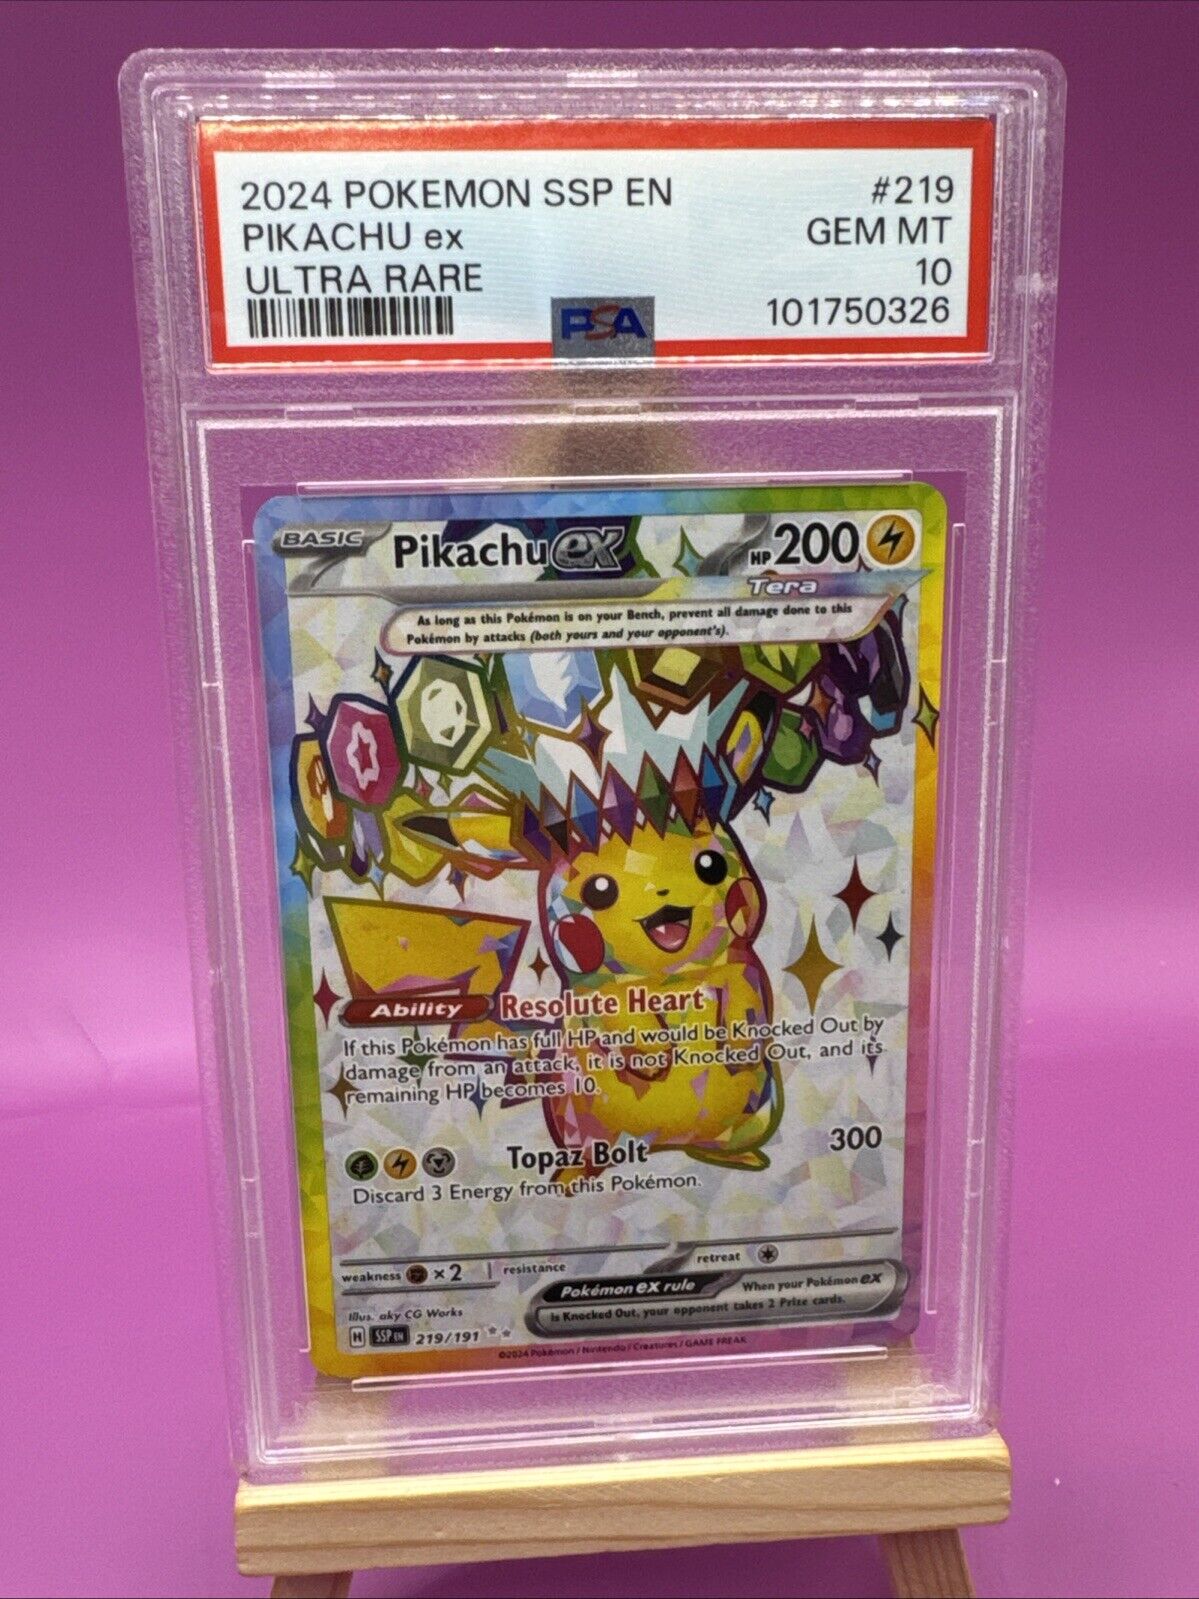 2024 POKEMON SSP EN #219
PIKACHU ex GEM MT
ULTRA RARE 10
PSA 101750326
BASIC Pikachu ex HP 200
Tera
As long as this Pokémon is on your Bench, prevent all damage done to this
Pokémon by attacks (both yours and your opponent's).
Ability Resolute Heart
If this Pokémon has full HP and would be Knocked Out by
damage from an attack, it is not Knocked Out, and its
remaining HP becomes 10.
Topaz Bolt 300
Discard 3 Energy from this Pokémon.
weakness ×2 resistance retreat
Pokémon ex rule When your Pokémon ex
is Knocked Out, your opponent takes 2 Prize cards.
Illus. aky CG Works
H SSP EN 219/191
©2024 Pokémon / Nintendo / Creatures / GAME FREAK